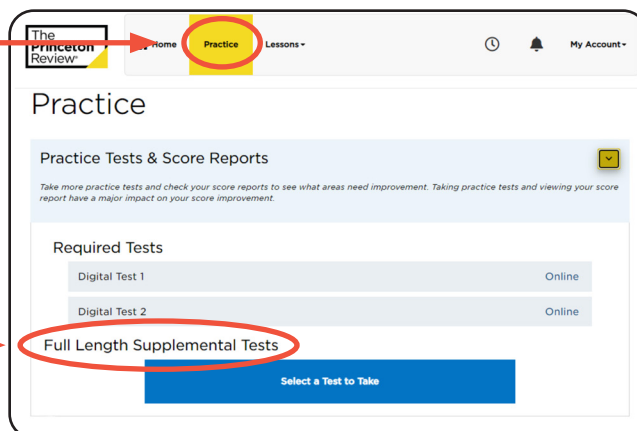 The
Princeton
Review®
Home
Practice
Lessons
My Account
Practice
Practice Tests & Score Reports
Take more practice tests and check your score reports to see what areas need improvement. Taking practice tests and viewing your score
report have a major impact on your score improvement.
Required Tests
Digital Test 1
Online
Digital Test 2
Online
Full Length Supplemental Tests
Select a Test to Take